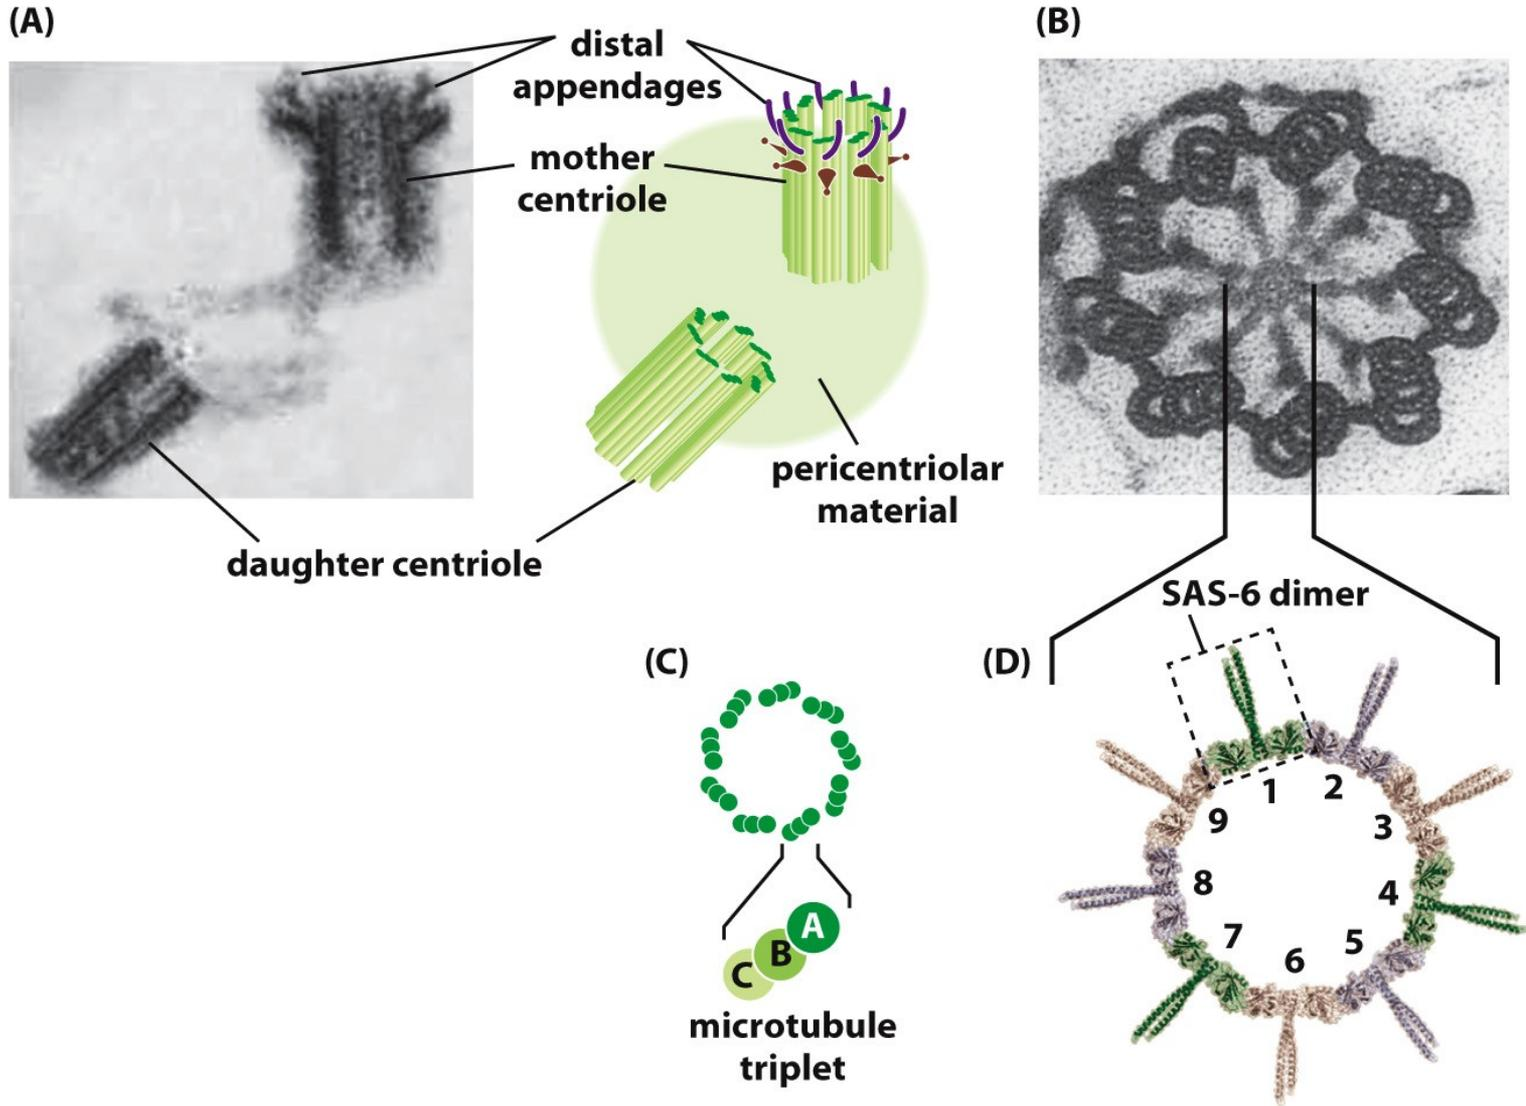 (A)
distal
appendages
mother
centriole
pericentriolar
material
daughter centriole
(B)
SAS-6 dimer
(C)
A
B
C
microtubule
triplet
(D)
1
2
3
4
5
6
7
8
9